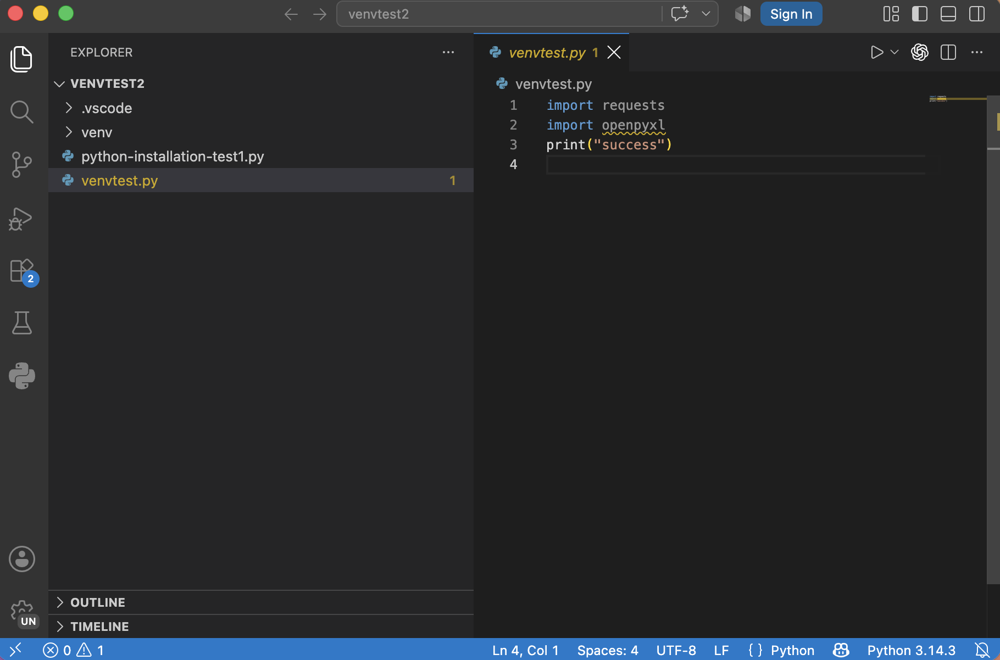 venvtest2
Sign In
EXPLORER
VENVTEST2
.vscode
venv
python-installation-test1.py
venvtest.py 1
2
OUTLINE
TIMELINE
UN
venvtest.py 1
venvtest.py
1 import requests
2 import openpyxl
3 print("success")
4
0 1 Ln 4, Col 1 Spaces: 4 UTF-8 LF { } Python Python 3.14.3